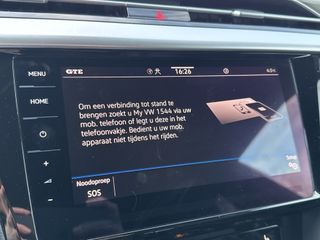 MENU
GTE
16:26
HOME
Om een verbinding tot stand te
brengen zoekt u My VW 1544 via uw
mob. telefoon of legt u deze in het
telefoonvakje. Bedient u uw mob.
apparaat niet tijdens het rijden.
Setup
Noodoproep
SOS